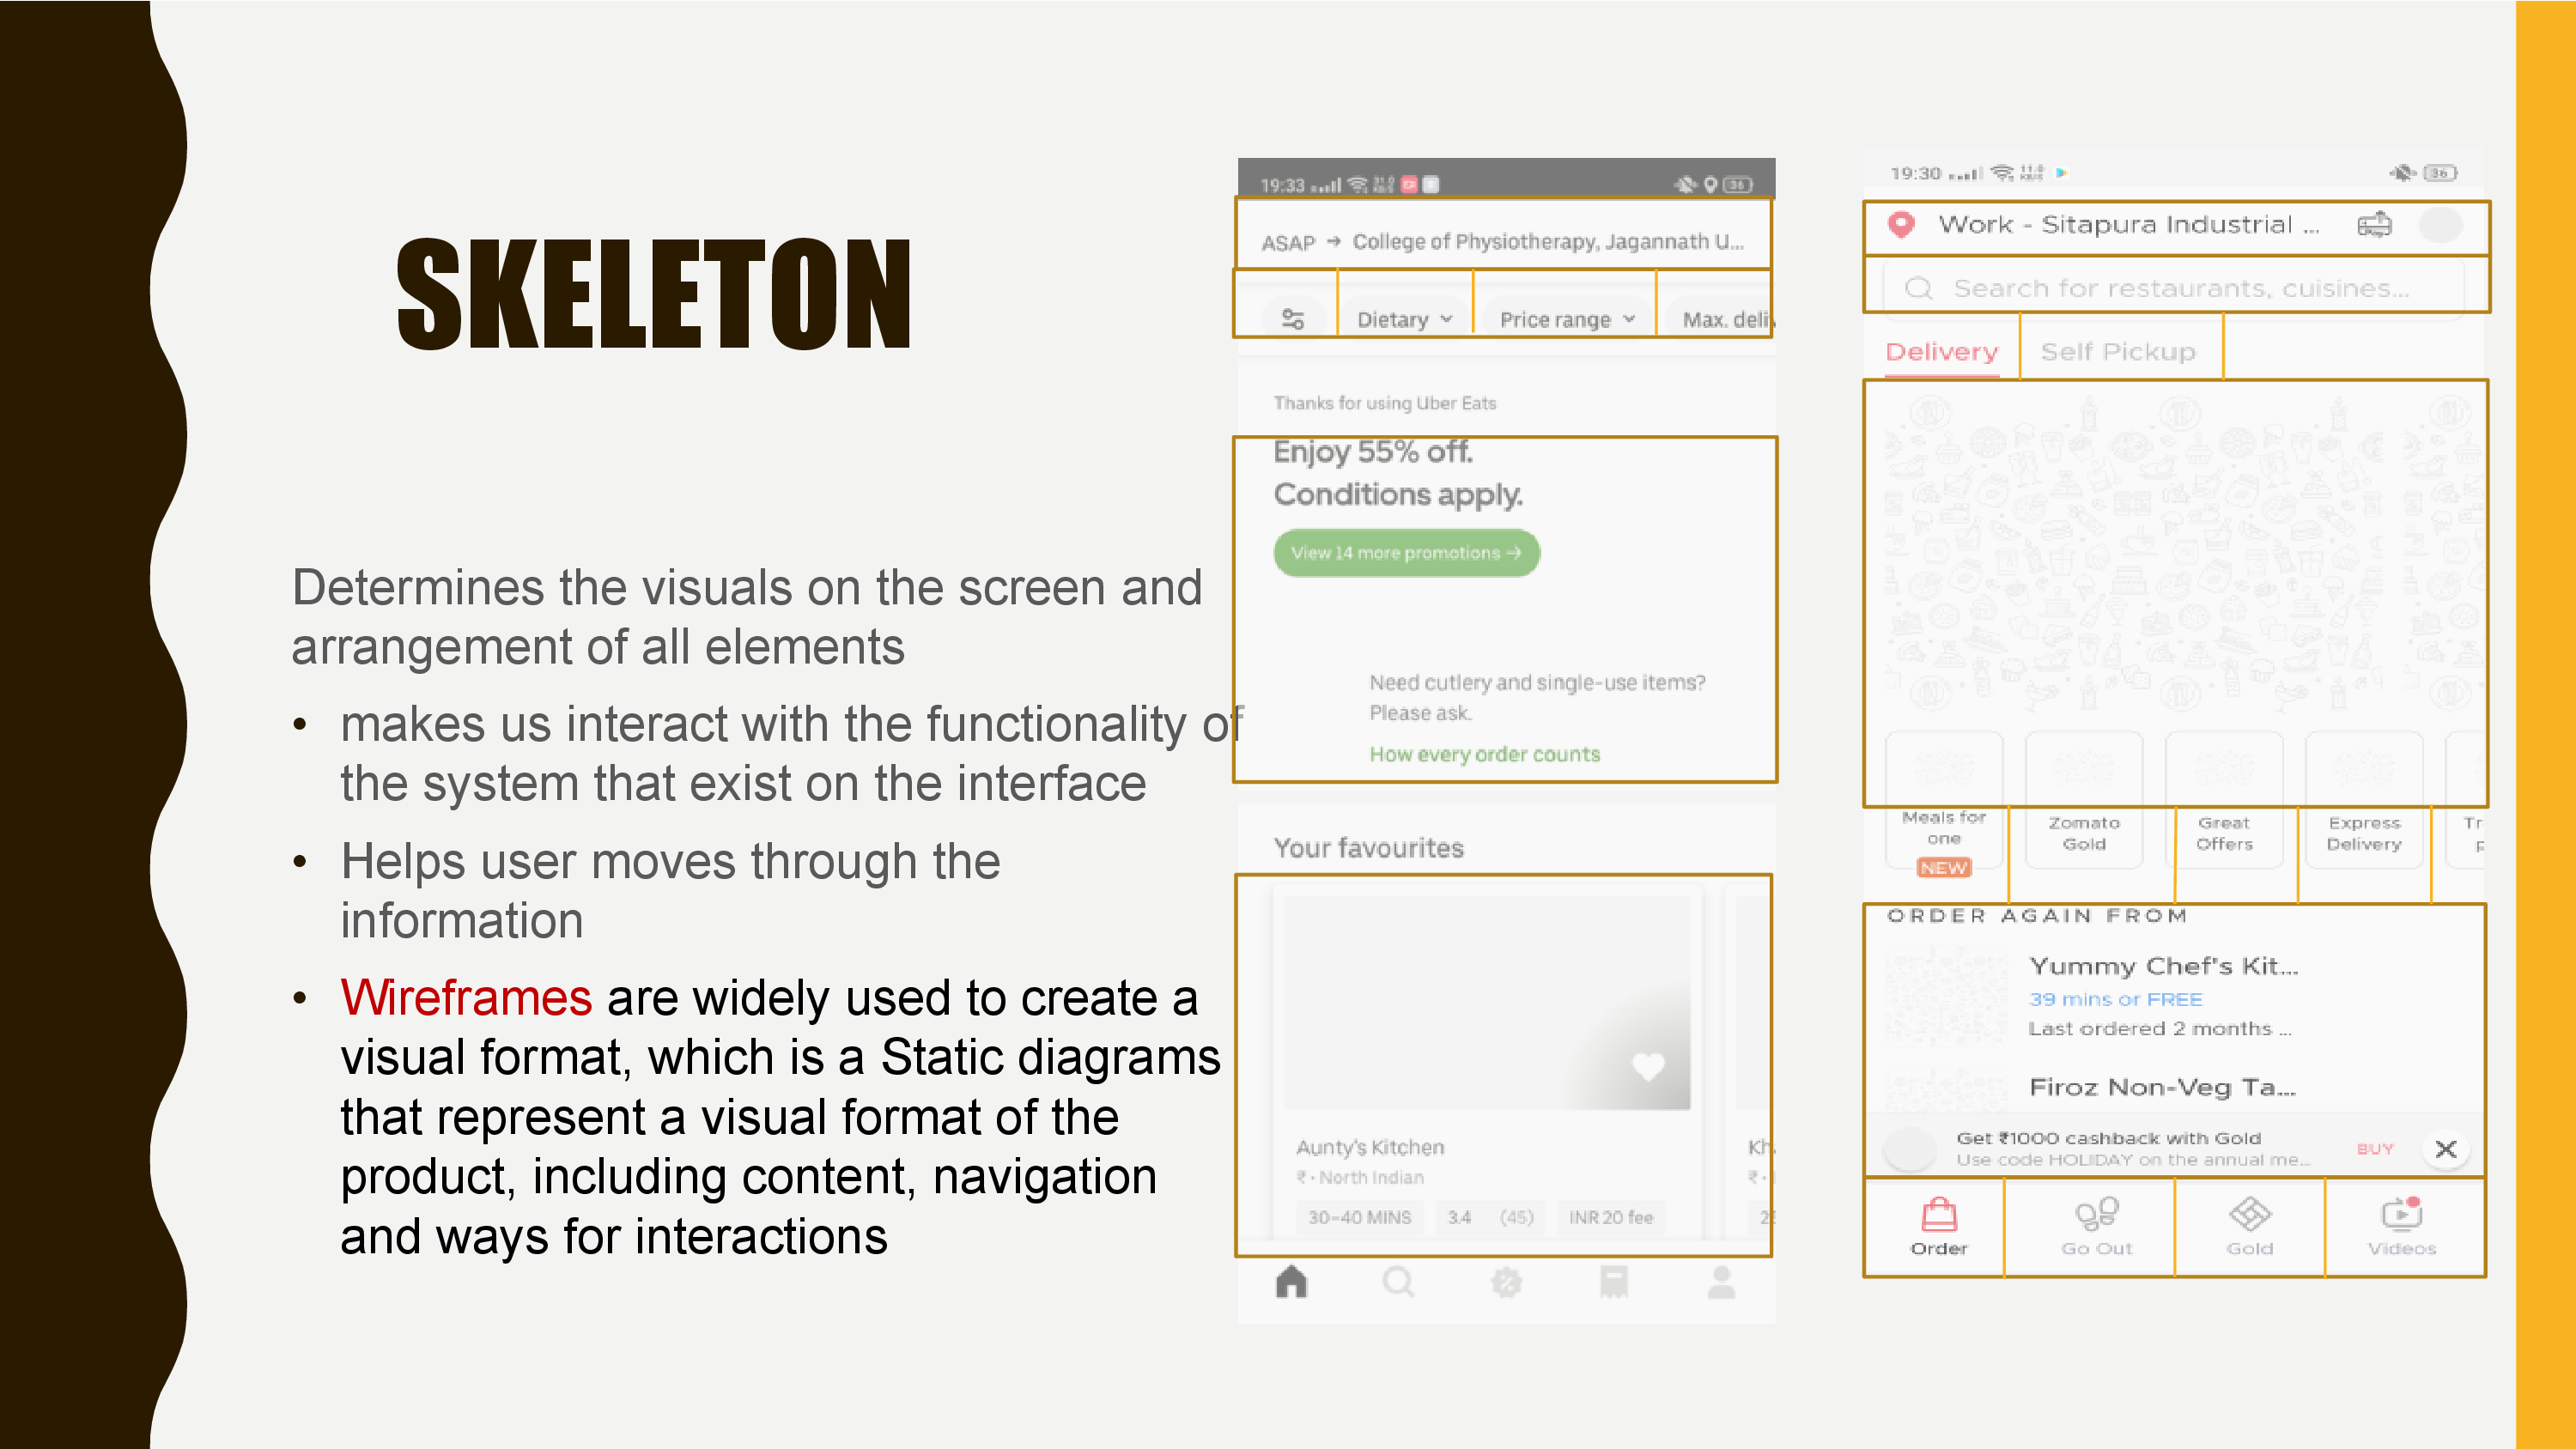 SKELETON
Determines the visuals on the screen and
arrangement of all elements
• makes us interact with the functionality of
the system that exist on the interface
• Helps user moves through the
information
• Wireframes are widely used to create a
visual format, which is a Static diagrams
that represent a visual format of the
product, including content, navigation
and ways for interactions
19:33 36
ASAP → College of Physiotherapy, Jagannath U...
Dietary Price range Max. deli
Thanks for using Uber Eats
Enjoy 55% off.
Conditions apply.
View 14 more promotions →
Need cutlery and single-use items?
Please ask.
How every order counts
Your favourites
Aunty's Kitchen Kh
₹ • North Indian ₹ •
30-40 MINS 3.4 (45) INR 20 fee 2
19:30 36
Work - Sitapura Industrial ...
Search for restaurants, cuisines...
Delivery Self Pickup
Meals for
one
NEW
Zomato
Gold
Great
Offers
Express
Delivery
Tr
p
ORDER AGAIN FROM
Yummy Chef's Kit...
39 mins or FREE
Last ordered 2 months ...
Firoz Non-Veg Ta...
Get ₹1000 cashback with Gold
Use code HOLIDAY on the annual me...
BUY
Order Go Out Gold Videos